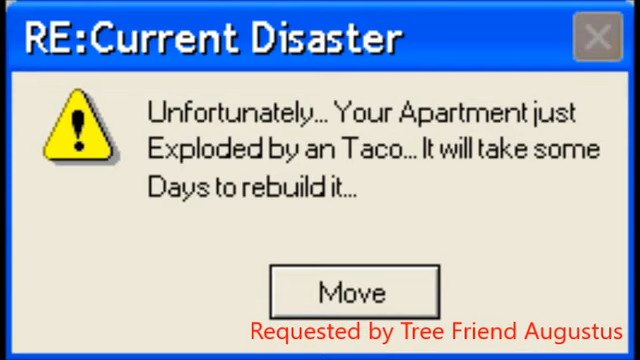 RE:Current Disaster
Unfortunately... Your Apartment just
Exploded by an Taco... It will take some
Days to rebuild it...
Move
Requested by Tree Friend Augustus